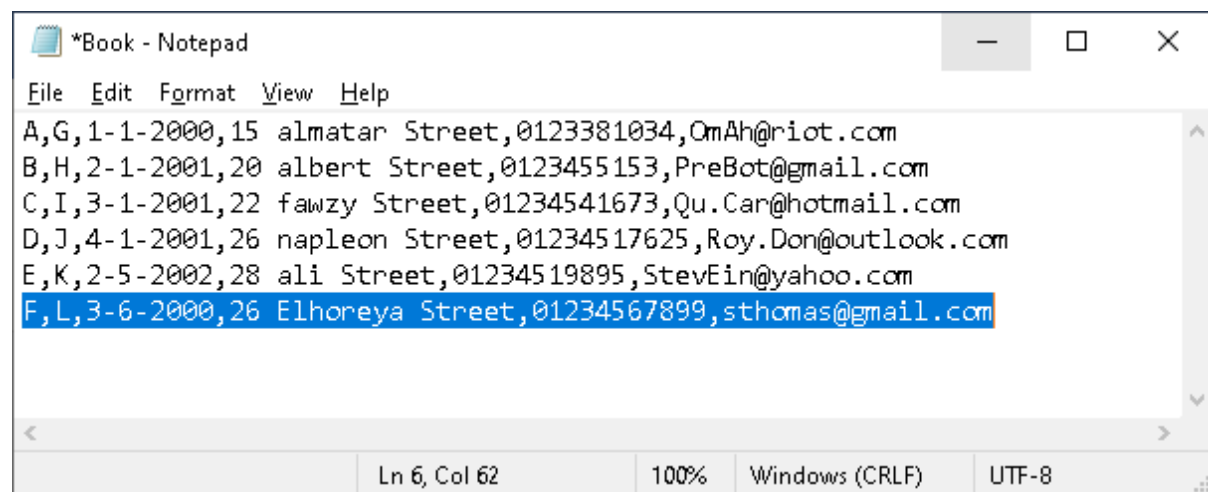 *Book - Notepad
File Edit Format View Help
A,G,1-1-2000,15 almatar Street,0123381034,OmAh@riot.com
B,H,2-1-2001,20 albert Street,0123455153,PreBot@gmail.com
C,I,3-1-2001,22 fawzy Street,01234541673,Qu.Car@hotmail.com
D,J,4-1-2001,26 napleon Street,01234517625,Roy.Don@outlook.com
E,K,2-5-2002,28 ali Street,01234519895,StevEin@yahoo.com
F,L,3-6-2000,26 Elhoreya Street,01234567899,sthomas@gmail.com
Ln 6, Col 62 100% Windows (CRLF) UTF-8